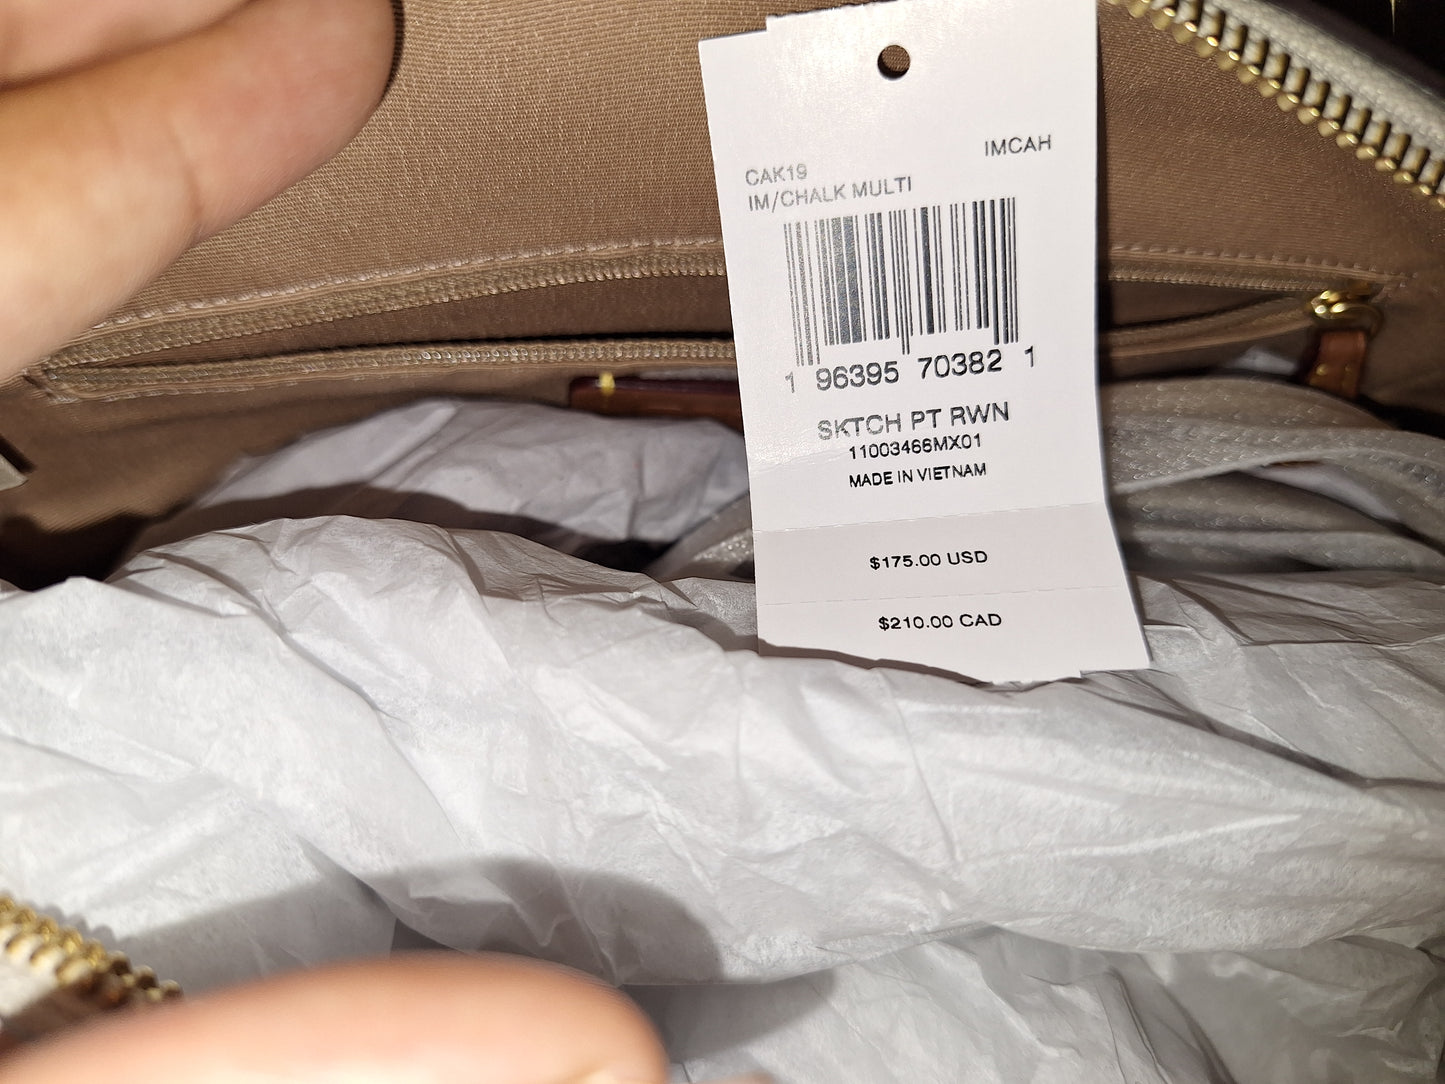 IMCAH
CAK19
IM/CHALK MULTI
1 96395 70382 1
SKTCH PT RWN
11003466MX01
MADE IN VIETNAM
$175.00 USD
$210.00 CAD